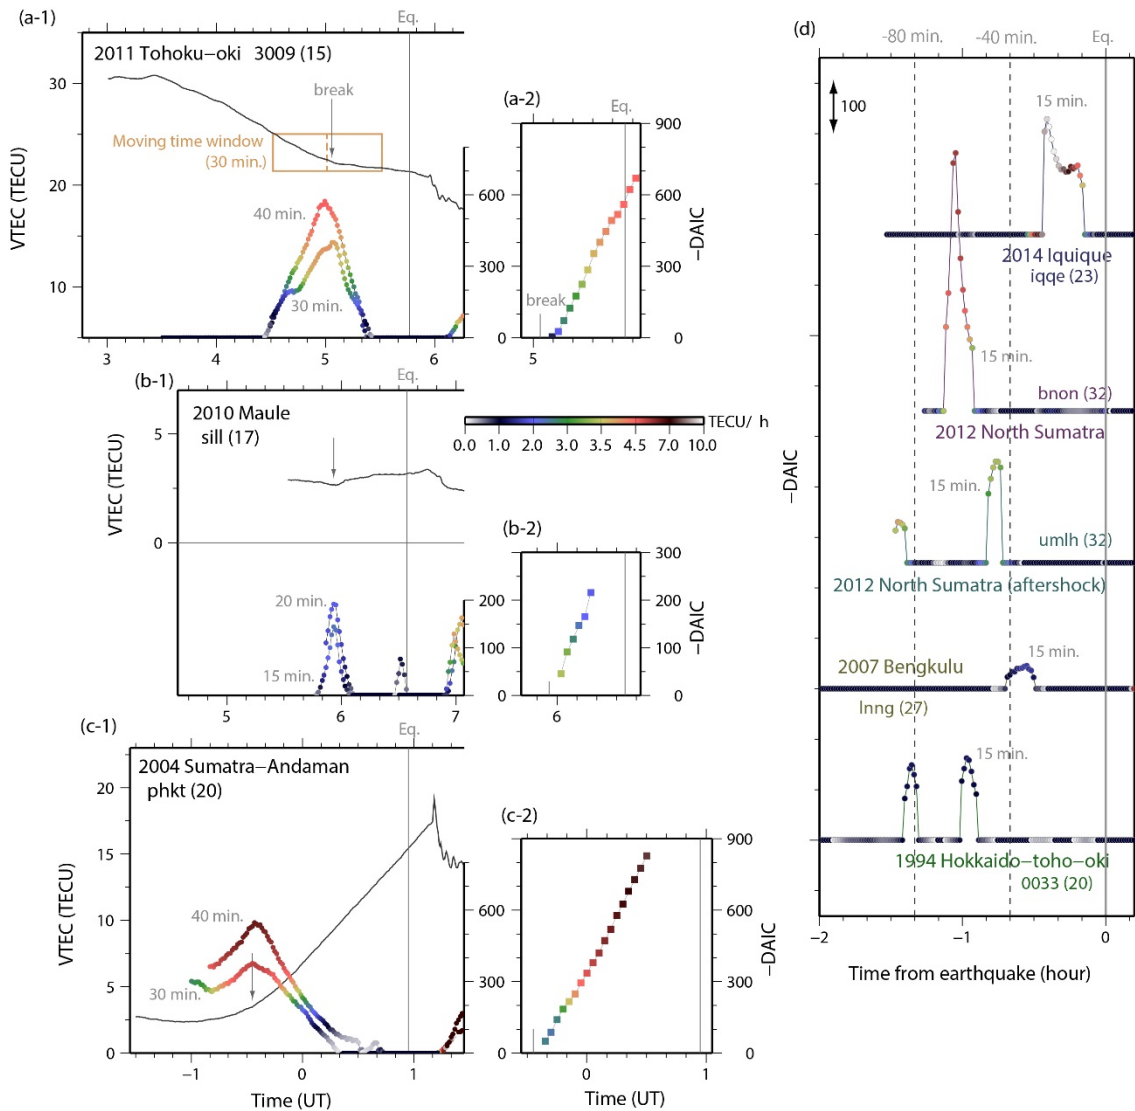 (a-1)
Eq.
2011 Tohoku−oki 3009 (15)
30
20
10
VTEC (TECU)
break
Moving time window
(30 min.)
40 min.
30 min.
3
4
5
6
(a-2)
Eq.
900
600
300
0
−DAIC
break
5
(b-1)
Eq.
2010 Maule
sill (17)
5
0
VTEC (TECU)
20 min.
15 min.
5
6
7
TECU/ h
0.0
1.0
2.0
3.0
3.5
4.5
7.0
10.0
(b-2)
300
200
200
100
100
0
0
−DAIC
6
(c-1)
Eq.
2004 Sumatra−Andaman
phkt (20)
20
15
10
5
0
VTEC (TECU)
40 min.
30 min.
−1
0
1
Time (UT)
(c-2)
900
600
600
300
300
0
0
−DAIC
0
1
Time (UT)
(d)
-80 min.
-40 min.
Eq.
100
15 min.
2014 Iquique
iqqe (23)
15 min.
bnon (32)
2012 North Sumatra
−DAIC
15 min.
umlh (32)
2012 North Sumatra (aftershock)
15 min.
2007 Bengkulu
lnng (27)
15 min.
1994 Hokkaido−toho−oki
0033 (20)
−2
−1
0
Time from earthquake (hour)